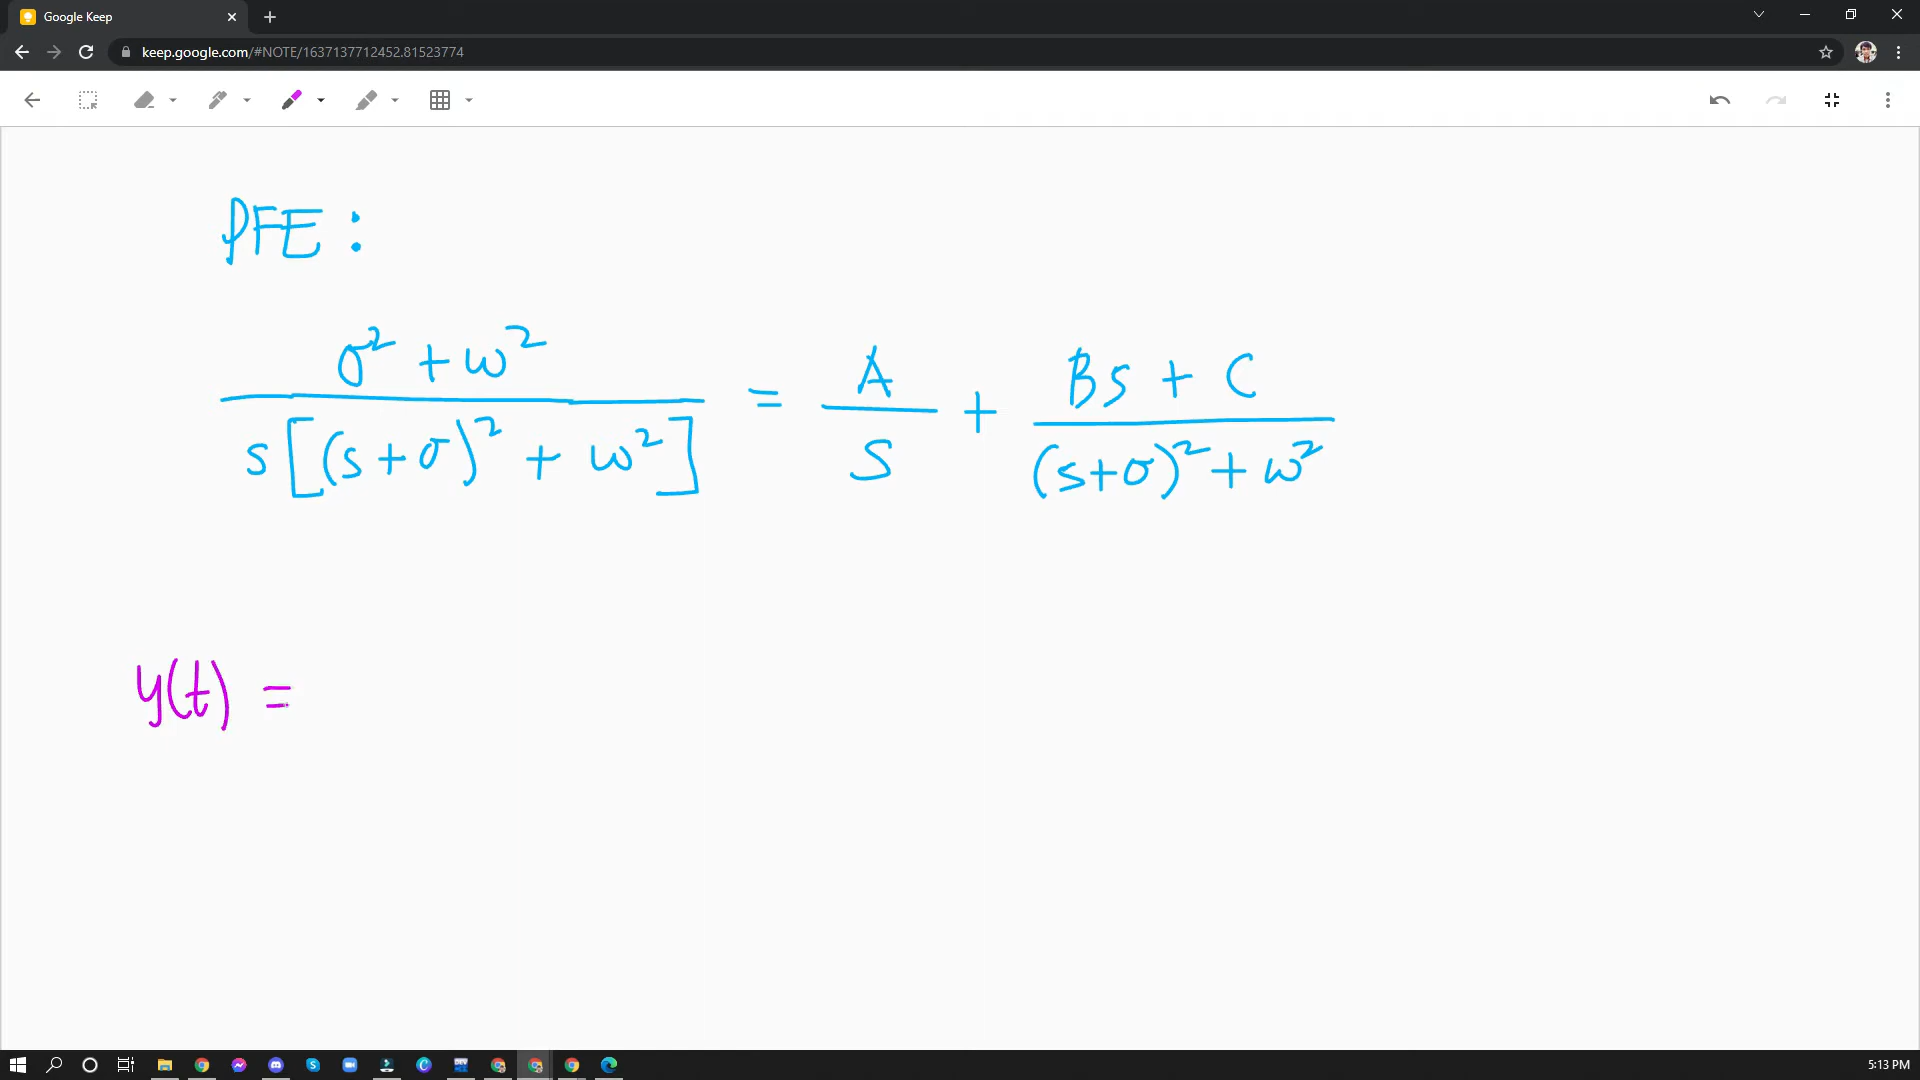 Google Keep
keep.google.com/#NOTE/1637137712452.81523774
PFE :
σ² + ω² / s[(s+σ)² + ω²] = A / s + Bs + C / (s+σ)² + ω²
y(t) =
5:13 PM